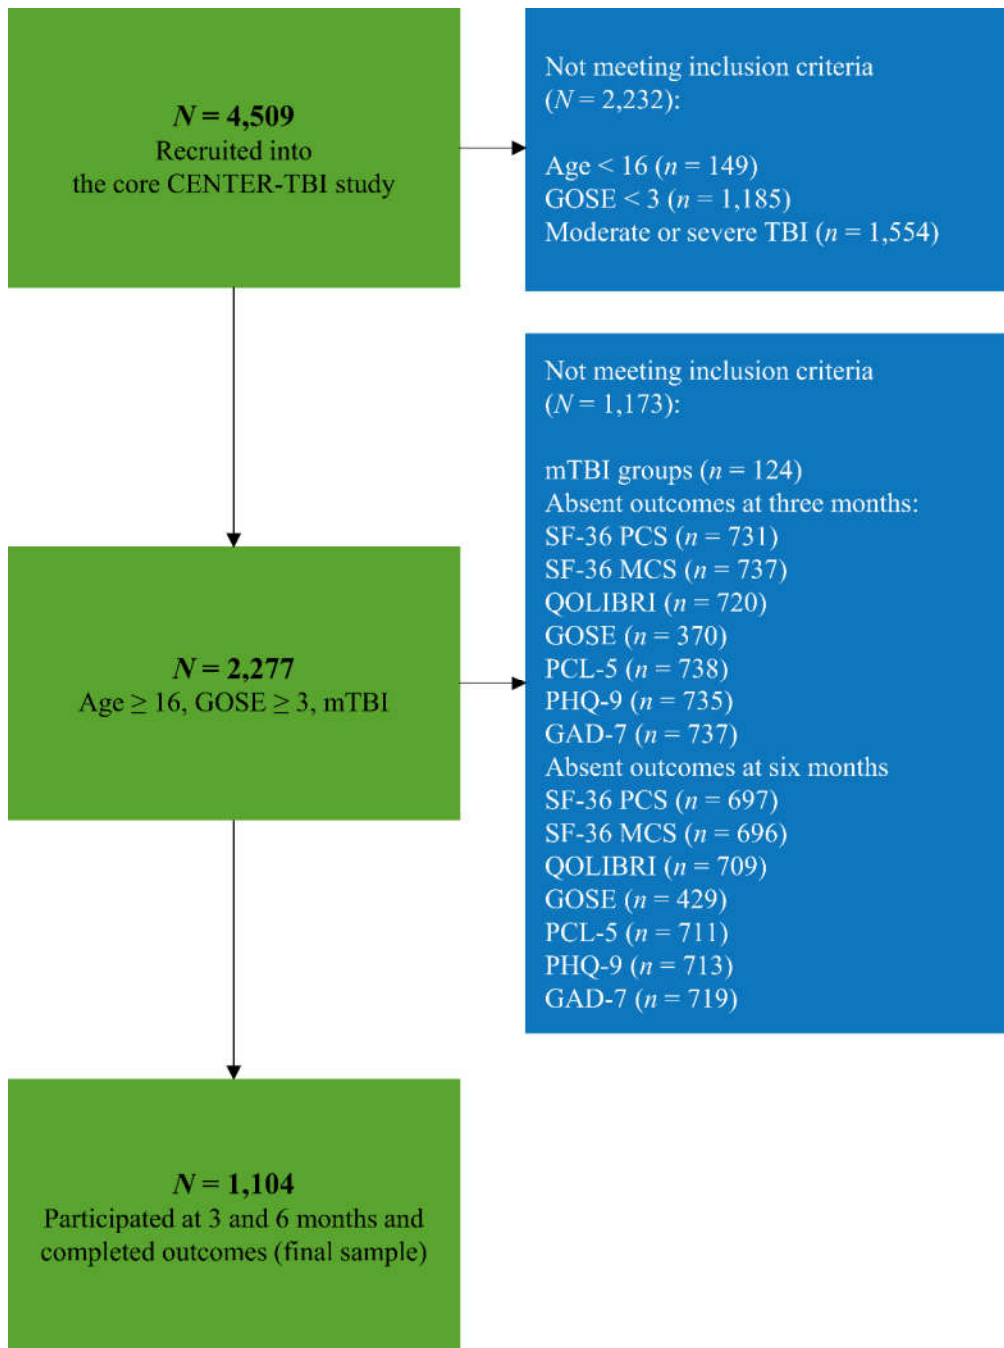 N = 4,509
Recruited into
the core CENTER-TBI study
Not meeting inclusion criteria
(N = 2,232):
Age < 16 (n = 149)
GOSE < 3 (n = 1,185)
Moderate or severe TBI (n = 1,554)
N = 2,277
Age ≥ 16, GOSE ≥ 3, mTBI
Not meeting inclusion criteria
(N = 1,173):
mTBI groups (n = 124)
Absent outcomes at three months:
SF-36 PCS (n = 731)
SF-36 MCS (n = 737)
QOLIBRI (n = 720)
GOSE (n = 370)
PCL-5 (n = 738)
PHQ-9 (n = 735)
GAD-7 (n = 737)
Absent outcomes at six months
SF-36 PCS (n = 697)
SF-36 MCS (n = 696)
QOLIBRI (n = 709)
GOSE (n = 429)
PCL-5 (n = 711)
PHQ-9 (n = 713)
GAD-7 (n = 719)
N = 1,104
Participated at 3 and 6 months and
completed outcomes (final sample)